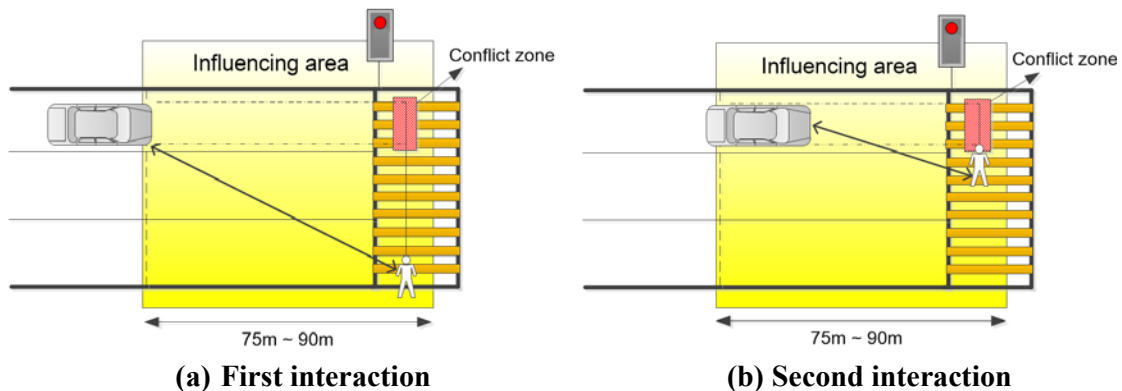 Influencing area
Conflict zone
75m ~ 90m
(a) First interaction
Influencing area
Conflict zone
75m ~ 90m
(b) Second interaction